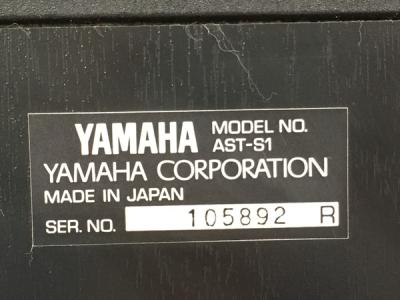 YAMAHA MODEL NO. AST-S1
YAMAHA CORPORATION
MADE IN JAPAN
SER. NO. 105892 R